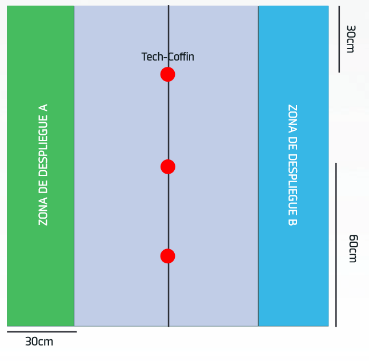 30cm
Tech-Coffin
ZONA DE DESPLIEGUE A
ZONA DE DESPLIEGUE B
60cm
30cm